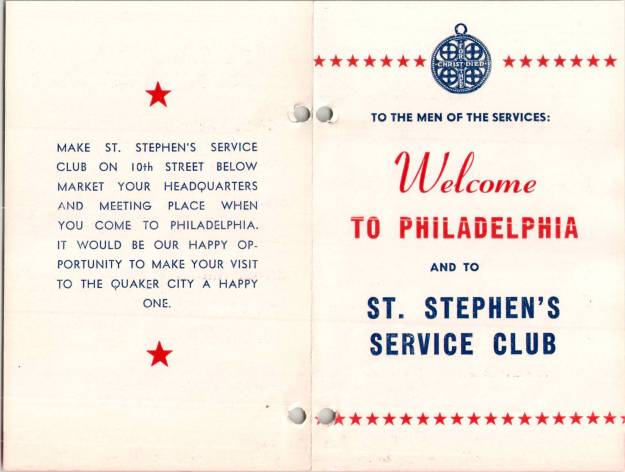 MAKE ST. STEPHEN'S SERVICE
CLUB ON 10th STREET BELOW
MARKET YOUR HEADQUARTERS
AND MEETING PLACE WHEN
YOU COME TO PHILADELPHIA.
IT WOULD BE OUR HAPPY OP-
PORTUNITY TO MAKE YOUR VISIT
TO THE QUAKER CITY A HAPPY
ONE.
CHRIST DIED
TO THE MEN OF THE SERVICES:
Welcome
TO PHILADELPHIA
AND TO
ST. STEPHEN'S
SERVICE CLUB